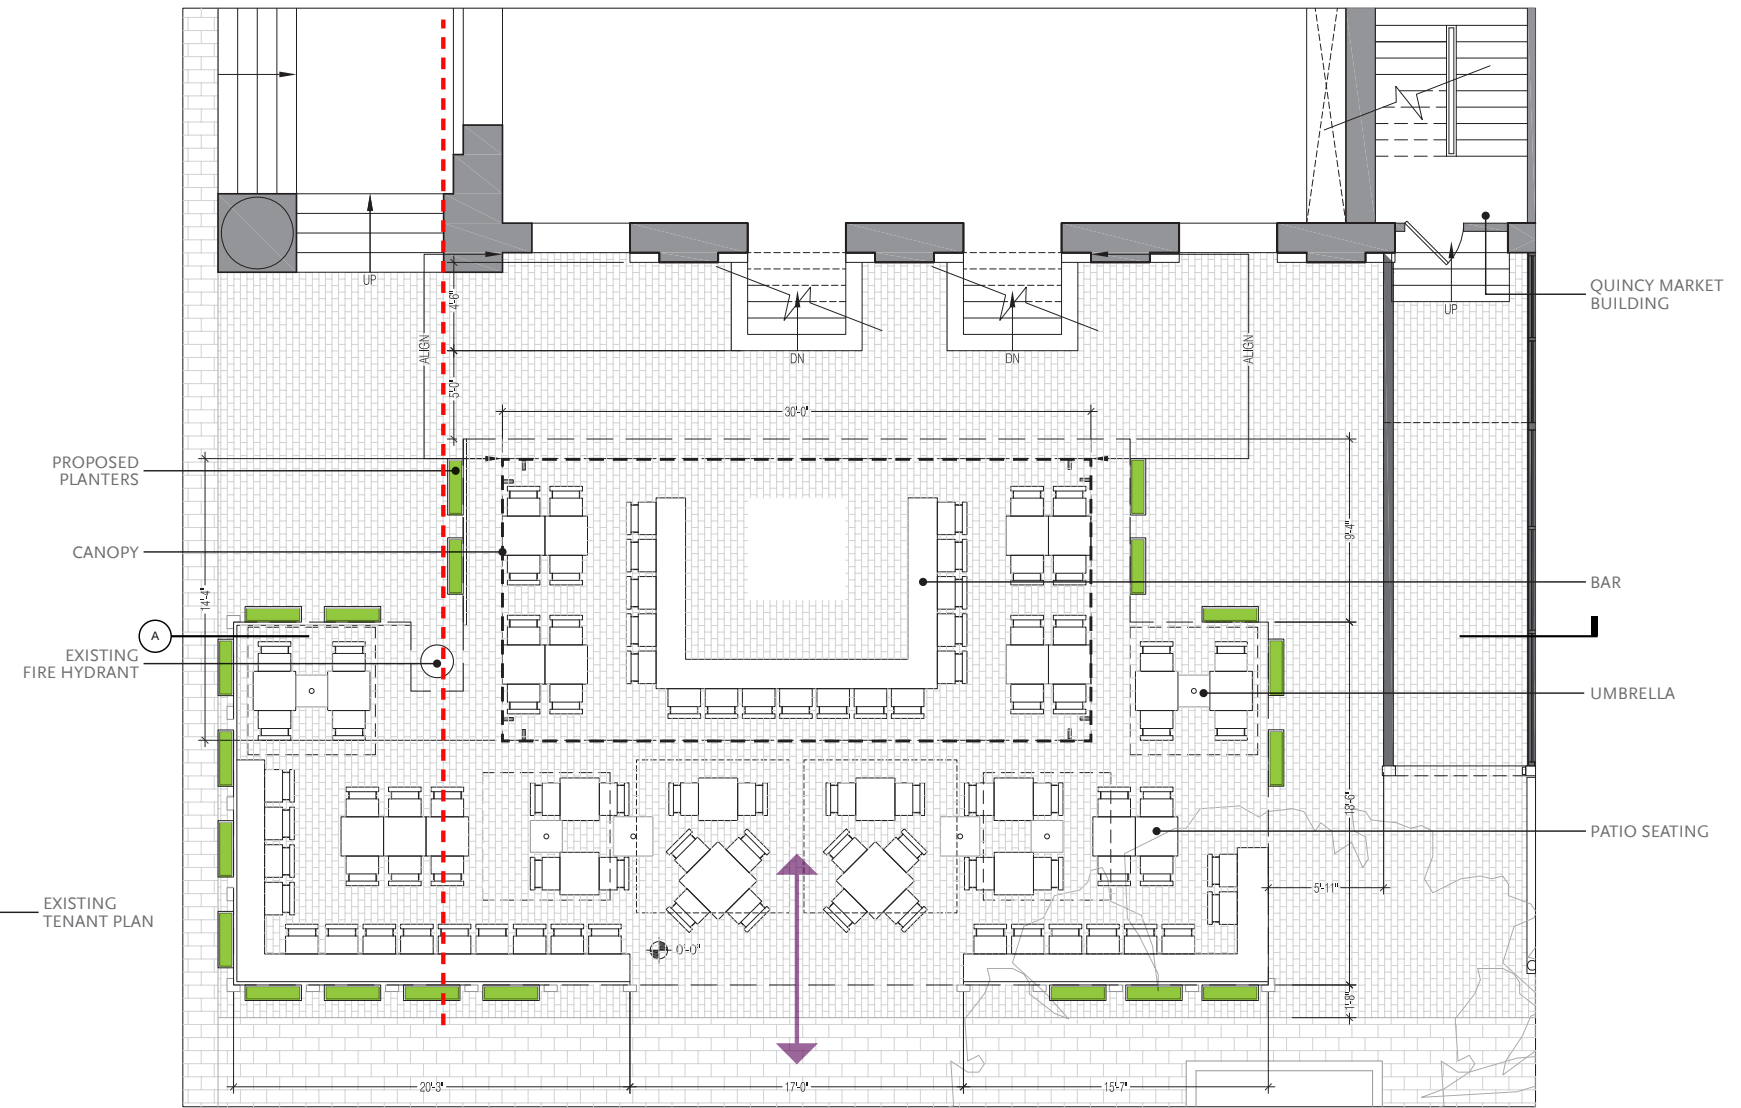 UP
QUINCY MARKET
BUILDING
UP
4'-6"
ALIGN
ALIGN
DN
DN
5'-0"
30'-0"
PROPOSED
PLANTERS
9'-4"
CANOPY
BAR
14'-4"
A
EXISTING
FIRE HYDRANT
UMBRELLA
18'-6"
PATIO SEATING
5'-11"
EXISTING
TENANT PLAN
0'-0"
1'-8"
20'-3"
17'-0"
15'-7"